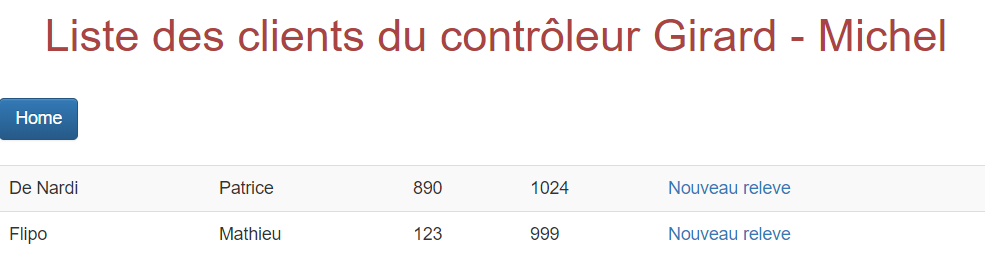 Liste des clients du contrôleur Girard - Michel
Home
De Nardi Patrice 890 1024 Nouveau releve
Flipo Mathieu 123 999 Nouveau releve